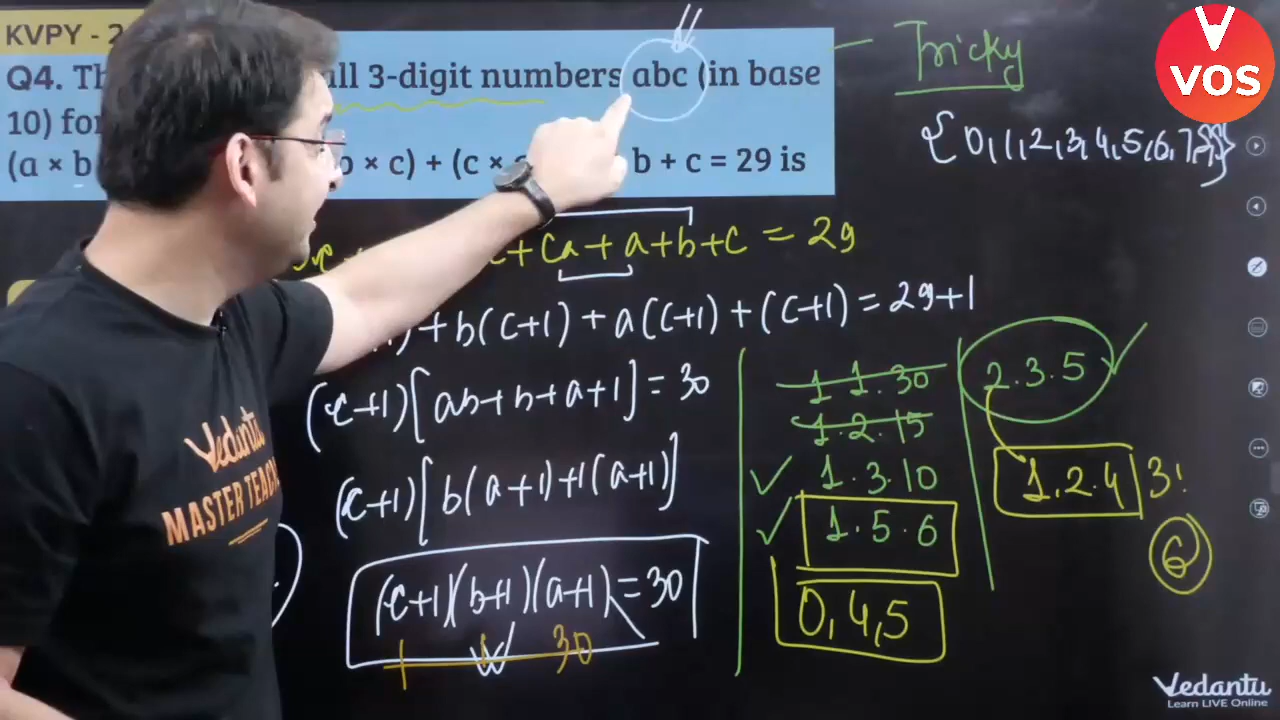 KVPY - 2
Q4. Th all 3-digit numbers abc (in base
10) for
(a × b × c) + (c × b + c = 29 is
Tricky
{0,1,2,3,4,5,6,7,
V
VOS
+ ca + a + b + c = 29
+ b(c+1) + a(c+1) + (c+1) = 29+1
(c+1)[ab+b+a+1] = 30
(c+1)[b(a+1)+1(a+1)]
(c+1)(b+1)(a+1) = 30
30
1 1. 30
1. 2. 15
1. 3. 10
1. 5. 6
0, 4, 5
2. 3. 5
1. 2. 4 3!
6
Vedantu
MASTER TEAC
Vedantu
Learn LIVE Online